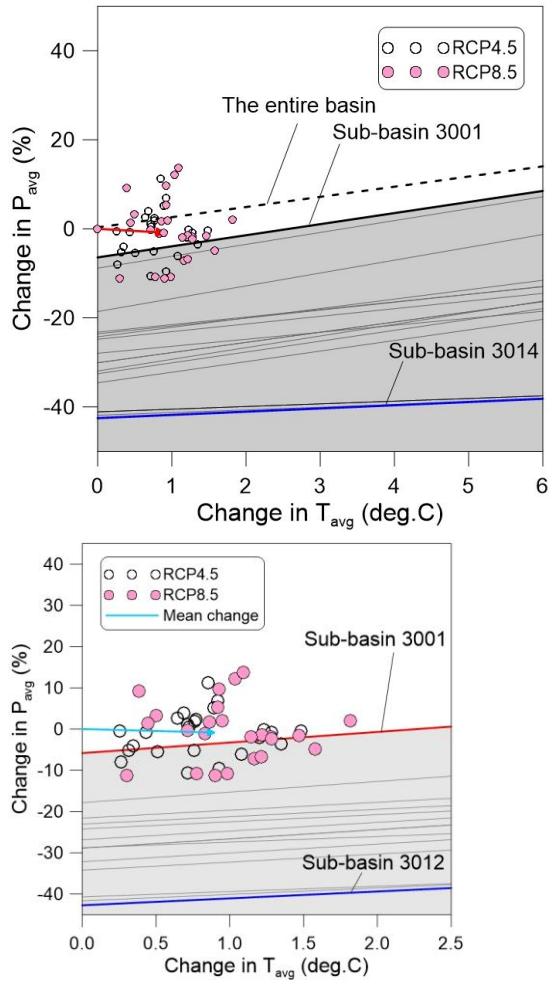 40
20
0
-20
-40
Change in Pavg (%)
RCP4.5
RCP8.5
The entire basin
Sub-basin 3001
Sub-basin 3014
0 1 2 3 4 5 6
Change in Tavg (deg.C)
40
30
20
10
0
-10
-20
-30
-40
Change in Pavg (%)
RCP4.5
RCP8.5
Mean change
Sub-basin 3001
Sub-basin 3012
0.0 0.5 1.0 1.5 2.0 2.5
Change in Tavg (deg.C)